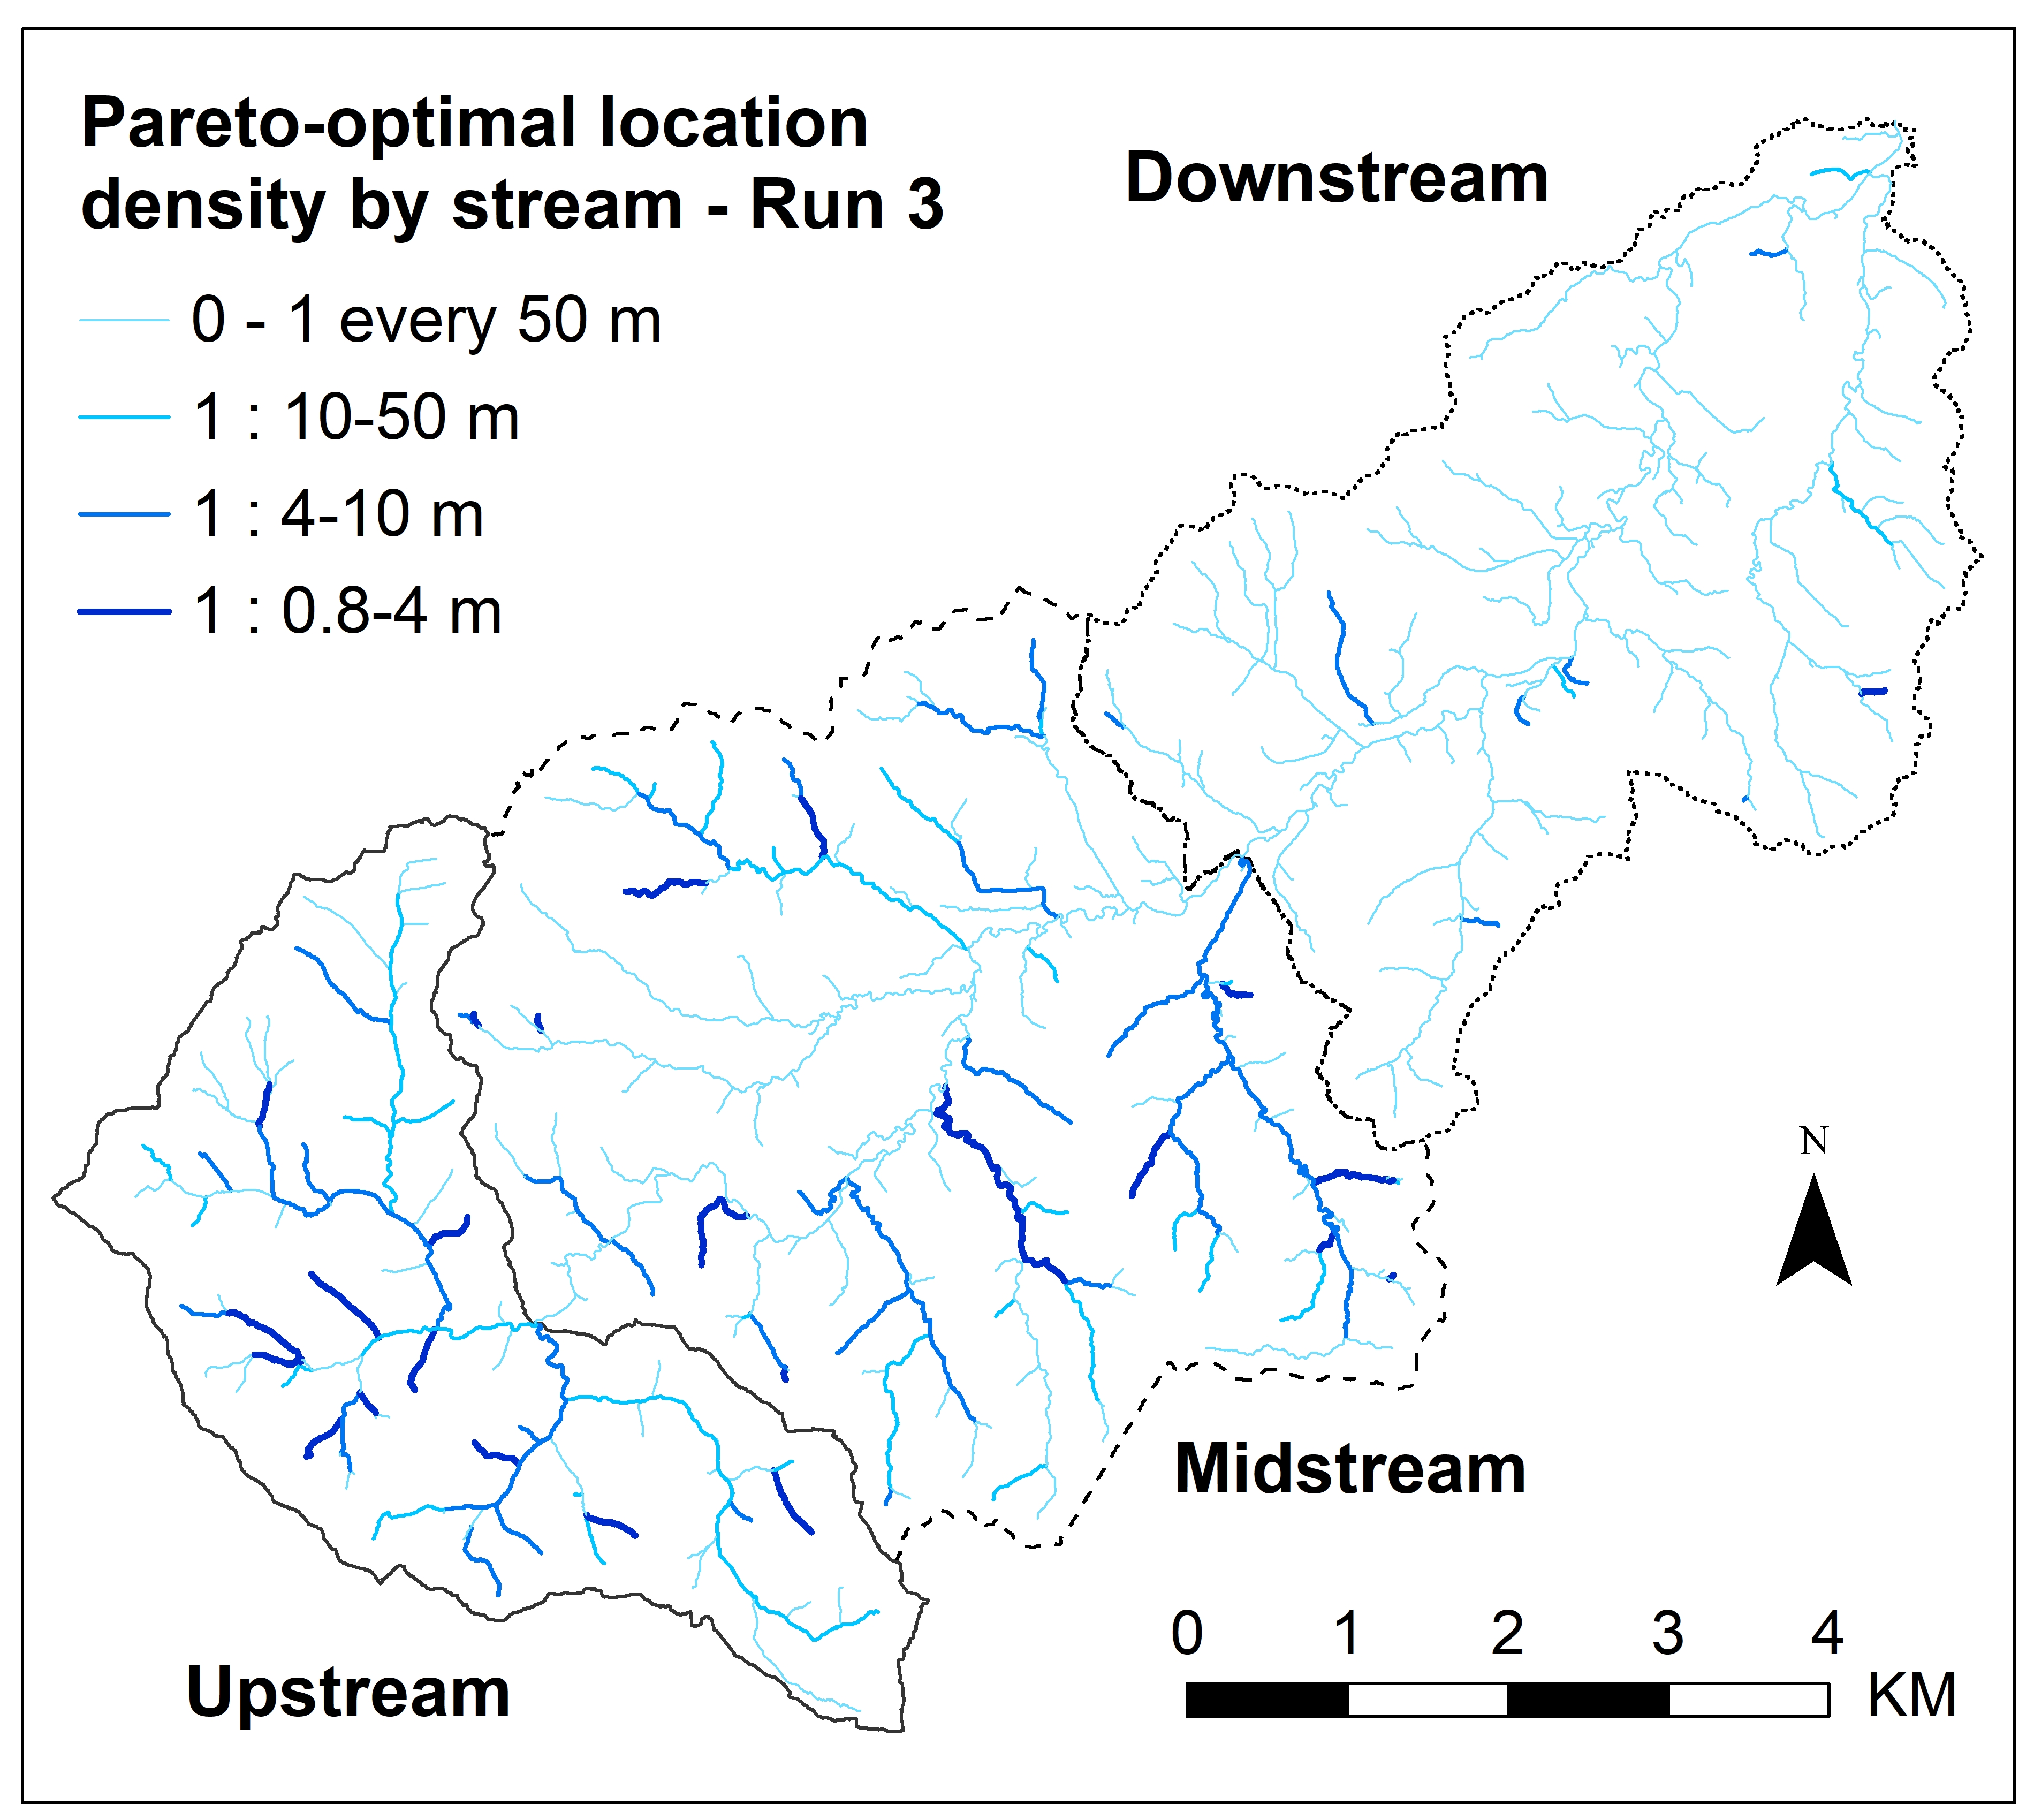 Pareto-optimal location
density by stream - Run 3
0 - 1 every 50 m
1 : 10-50 m
1 : 4-10 m
1 : 0.8-4 m
Downstream
Midstream
Upstream
N
0 1 2 3 4
KM